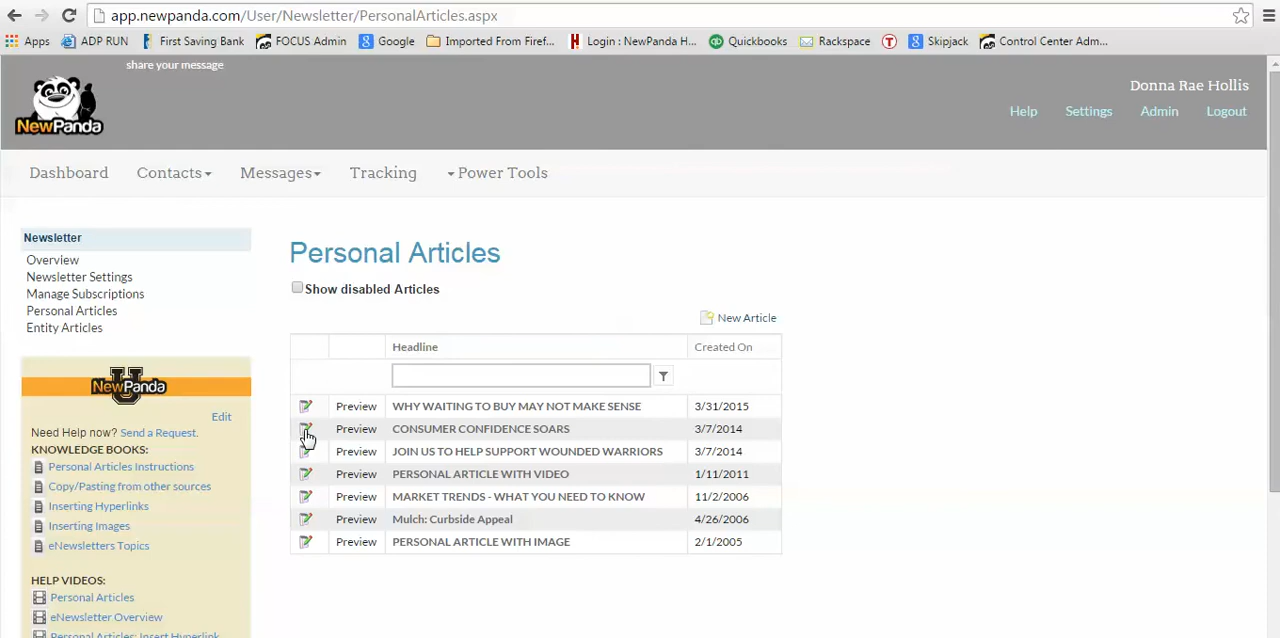 app.newpanda.com/User/Newsletter/PersonalArticles.aspx
Apps ADP RUN First Saving Bank FOCUS Admin Google Imported From Firef... Login : NewPanda H... Quickbooks Rackspace T Skipjack Control Center Adm...
share your message
NewPanda
Donna Rae Hollis
Help Settings Admin Logout
Dashboard Contacts Messages Tracking Power Tools
Newsletter
Overview
Newsletter Settings
Manage Subscriptions
Personal Articles
Entity Articles
NewPanda U
Edit
Need Help now? Send a Request.
KNOWLEDGE BOOKS:
Personal Articles Instructions
Copy/Pasting from other sources
Inserting Hyperlinks
Inserting Images
eNewsletters Topics
HELP VIDEOS:
Personal Articles
eNewsletter Overview
Personal Articles: Insert Hyperlink
Personal Articles
Show disabled Articles
New Article
Headline Created On
Preview WHY WAITING TO BUY MAY NOT MAKE SENSE 3/31/2015
Preview CONSUMER CONFIDENCE SOARS 3/7/2014
Preview JOIN US TO HELP SUPPORT WOUNDED WARRIORS 3/7/2014
Preview PERSONAL ARTICLE WITH VIDEO 1/11/2011
Preview MARKET TRENDS - WHAT YOU NEED TO KNOW 11/2/2006
Preview Mulch: Curbside Appeal 4/26/2006
Preview PERSONAL ARTICLE WITH IMAGE 2/1/2005